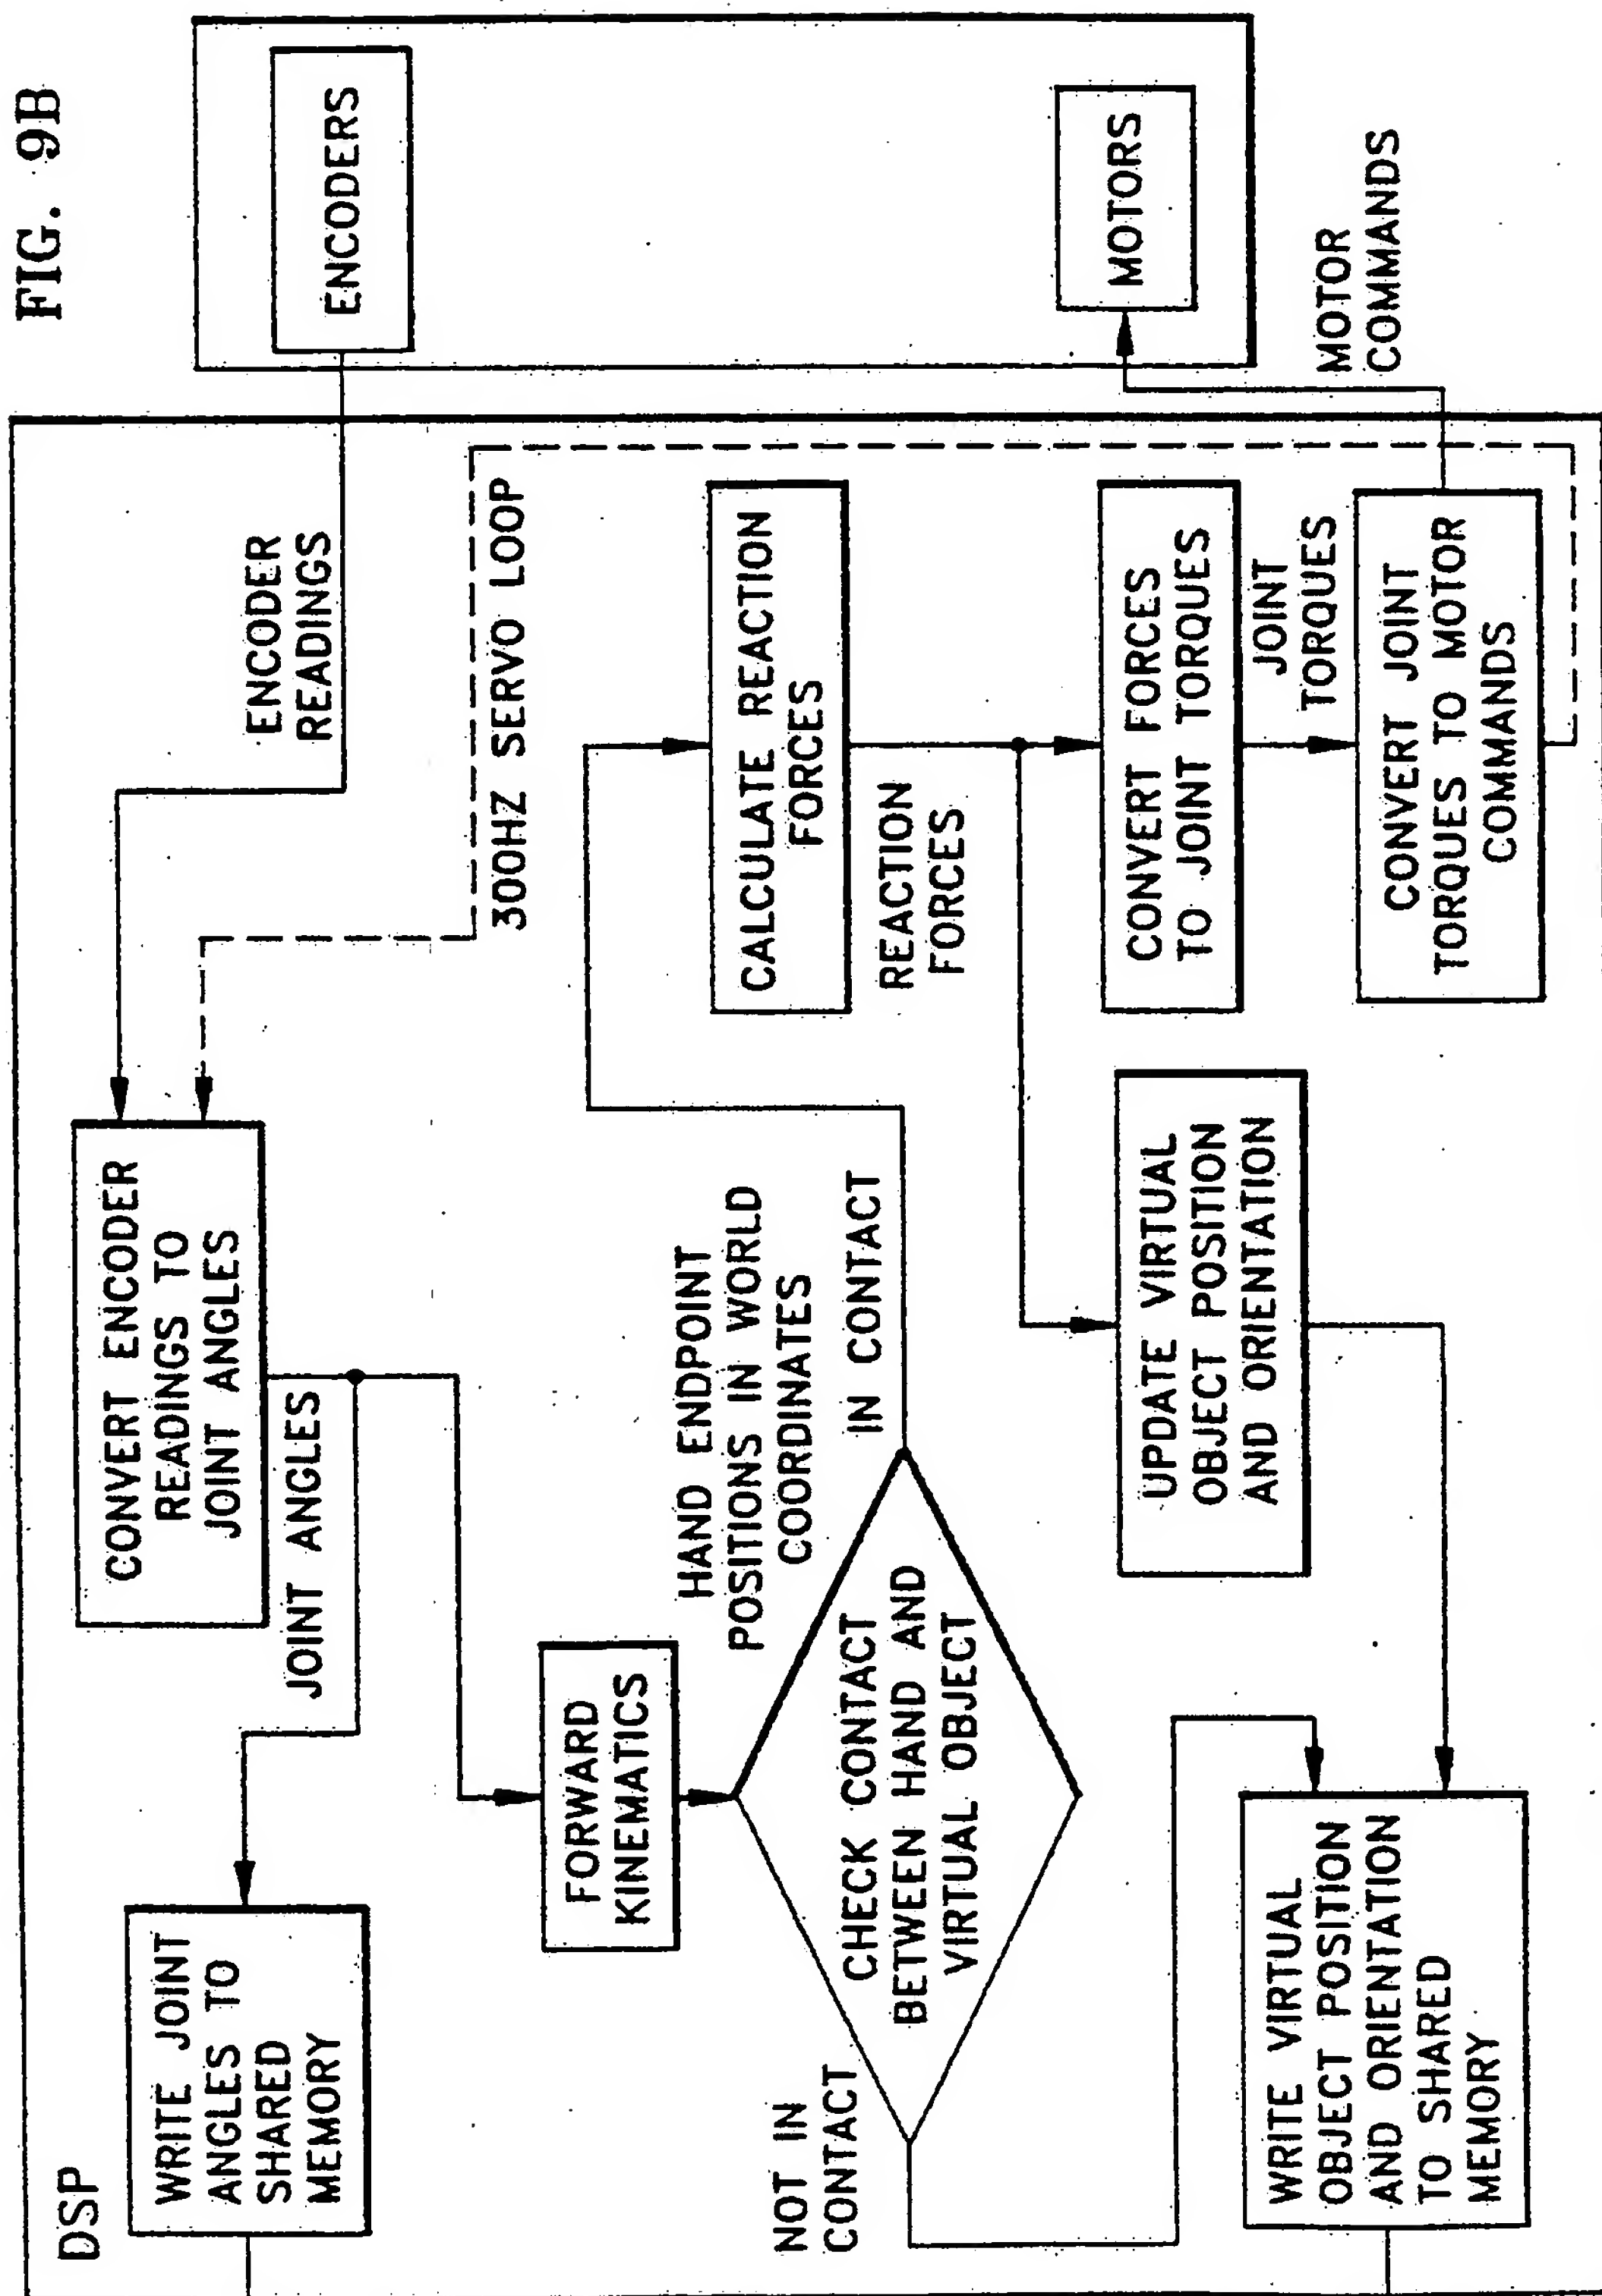 FIG. 9B
DSP
WRITE JOINT
ANGLES TO
SHARED
MEMORY
CONVERT ENCODER
READINGS TO
JOINT ANGLES
JOINT ANGLES
ENCODER
READINGS
ENCODERS
300HZ SERVO LOOP
FORWARD
KINEMATICS
HAND ENDPOINT
POSITIONS IN WORLD
COORDINATES
CHECK CONTACT
BETWEEN HAND AND
VIRTUAL OBJECT
IN CONTACT
NOT IN
CONTACT
CALCULATE REACTION
FORCES
REACTION
FORCES
CONVERT FORCES
TO JOINT TORQUES
JOINT
TORQUES
CONVERT JOINT
TORQUES TO MOTOR
COMMANDS
MOTORS
MOTOR
COMMANDS
UPDATE VIRTUAL
OBJECT POSITION
AND ORIENTATION
WRITE VIRTUAL
OBJECT POSITION
AND ORIENTATION
TO SHARED
MEMORY